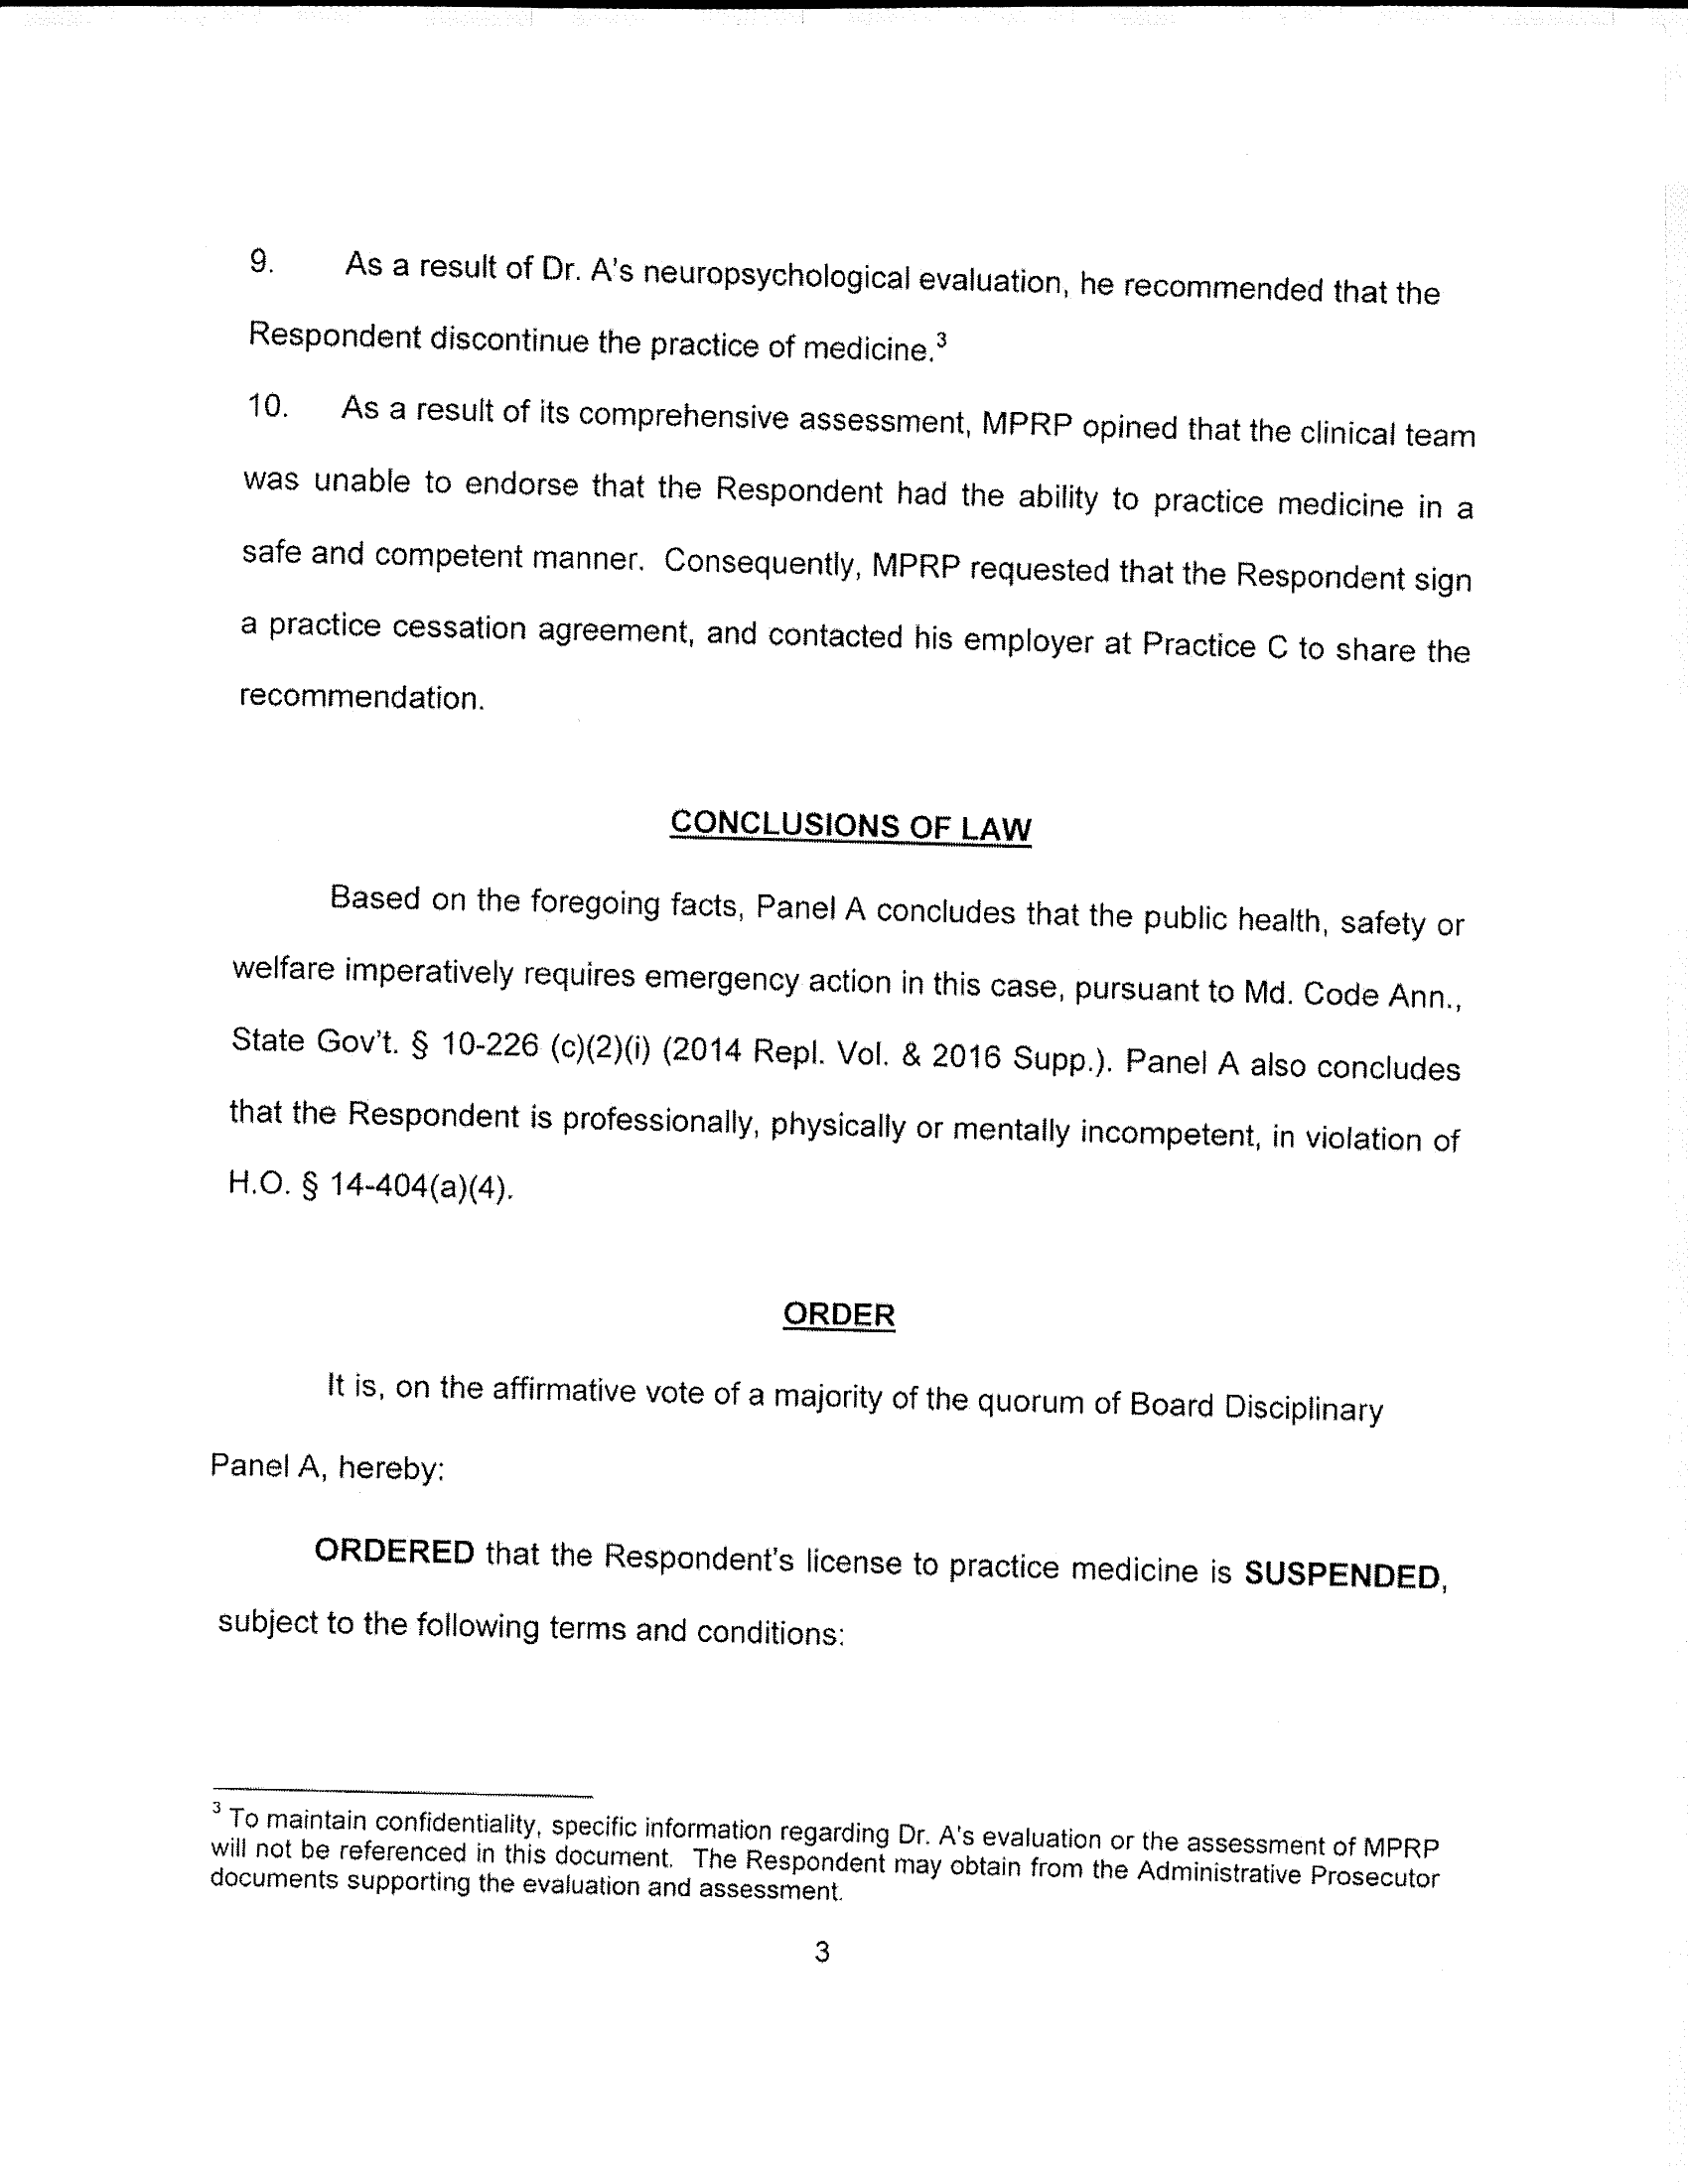 9. As a result of Dr. A's neuropsychological evaluation, he recommended that the
Respondent discontinue the practice of medicine.³
10. As a result of its comprehensive assessment, MPRP opined that the clinical team
was unable to endorse that the Respondent had the ability to practice medicine in a
safe and competent manner. Consequently, MPRP requested that the Respondent sign
a practice cessation agreement, and contacted his employer at Practice C to share the
recommendation.
CONCLUSIONS OF LAW
Based on the foregoing facts, Panel A concludes that the public health, safety or
welfare imperatively requires emergency action in this case, pursuant to Md. Code Ann.,
State Gov't. § 10-226 (c)(2)(i) (2014 Repl. Vol. & 2016 Supp.). Panel A also concludes
that the Respondent is professionally, physically or mentally incompetent, in violation of
H.O. § 14-404(a)(4).
ORDER
It is, on the affirmative vote of a majority of the quorum of Board Disciplinary
Panel A, hereby:
ORDERED that the Respondent's license to practice medicine is SUSPENDED,
subject to the following terms and conditions:
³ To maintain confidentiality, specific information regarding Dr. A's evaluation or the assessment of MPRP
will not be referenced in this document. The Respondent may obtain from the Administrative Prosecutor
documents supporting the evaluation and assessment.
3